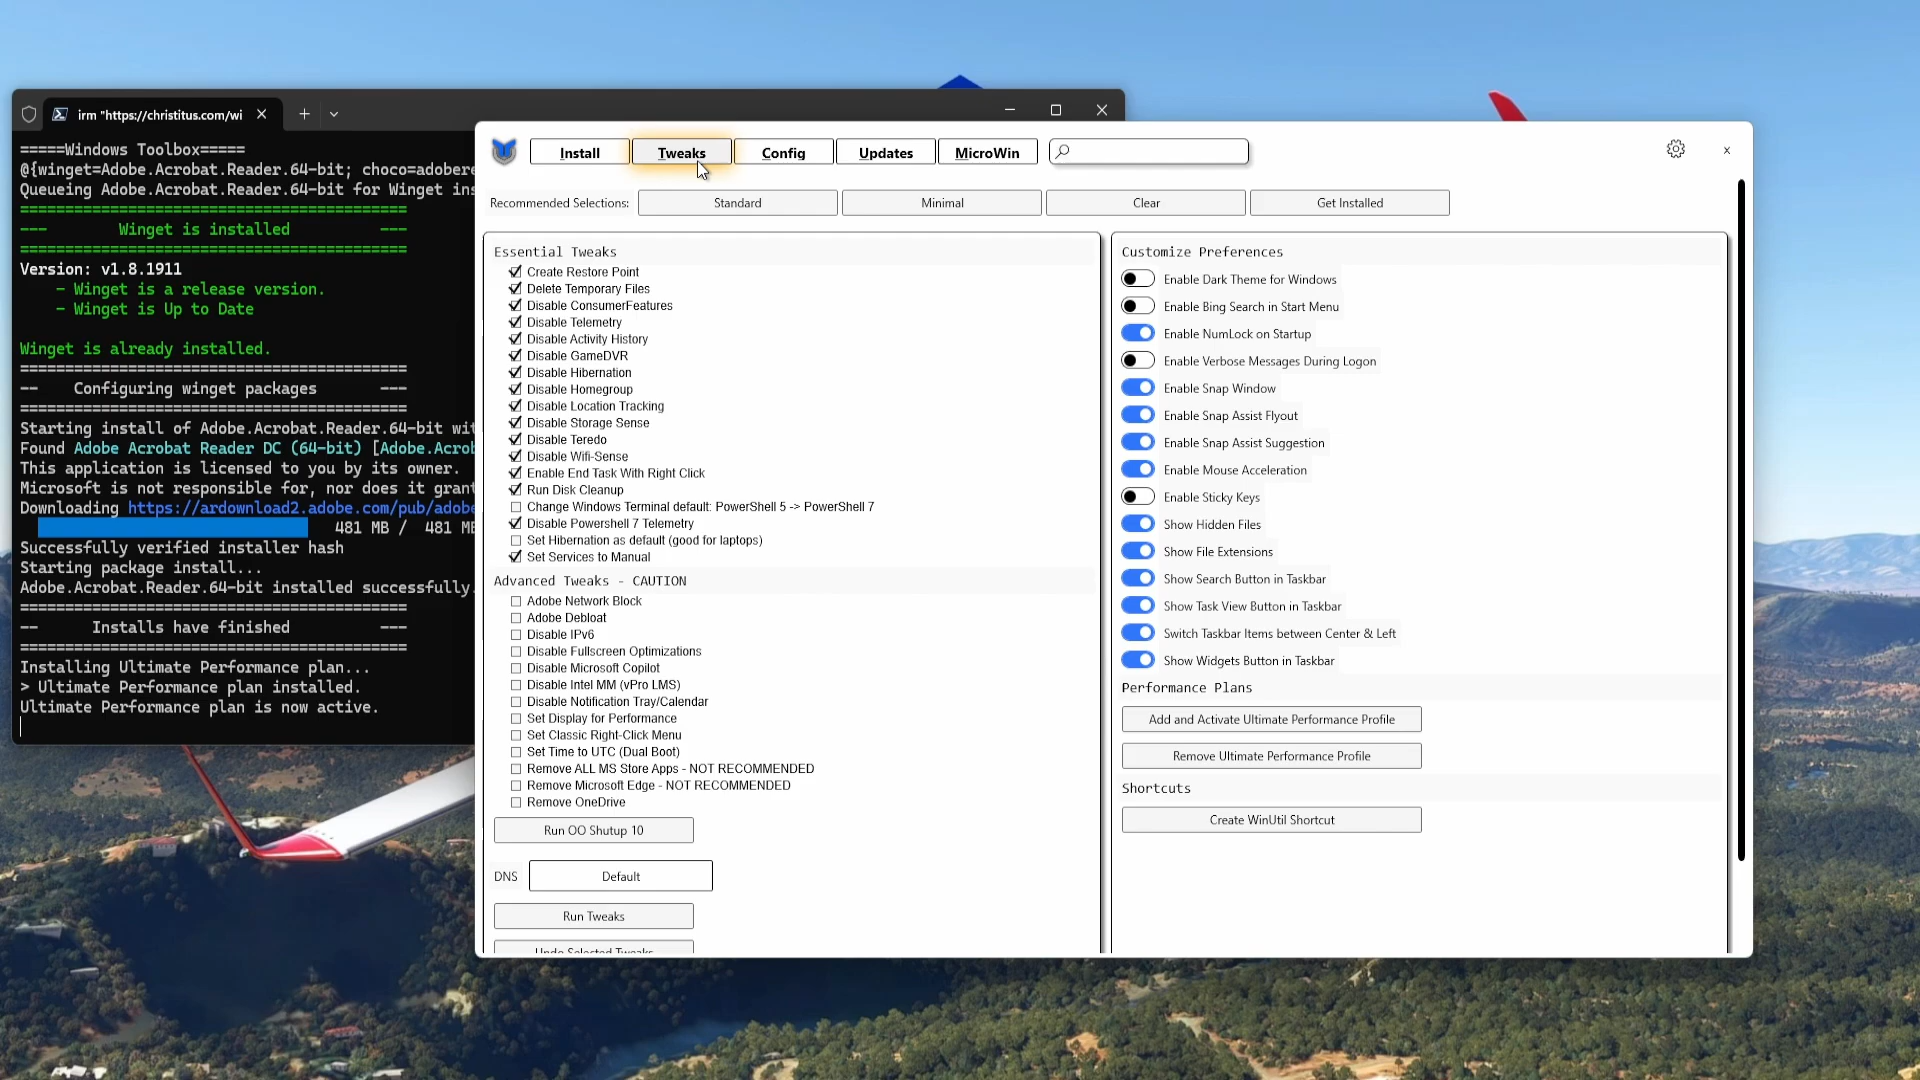 irm "https://christitus.com/wi
=====Windows Toolbox=====
@{winget=Adobe.Acrobat.Reader.64-bit; choco=adobere
Queueing Adobe.Acrobat.Reader.64-bit for Winget ins
===========================================
---        Winget is installed        ---
===========================================
Version: v1.8.1911
    - Winget is a release version.
    - Winget is Up to Date
Winget is already installed.
===========================================
--    Configuring winget packages       ---
===========================================
Starting install of Adobe.Acrobat.Reader.64-bit wit
Found Adobe Acrobat Reader DC (64-bit) [Adobe.Acrob
This application is licensed to you by its owner.
Microsoft is not responsible for, nor does it grant
Downloading https://ardownload2.adobe.com/pub/adobe
481 MB /  481 MB
Successfully verified installer hash
Starting package install...
Adobe.Acrobat.Reader.64-bit installed successfully.
===========================================
--      Installs have finished          ---
===========================================
Installing Ultimate Performance plan...
> Ultimate Performance plan installed.
Ultimate Performance plan is now active.
Install
Tweaks
Config
Updates
MicroWin
Recommended Selections:
Standard
Minimal
Clear
Get Installed
Essential Tweaks
Create Restore Point
Delete Temporary Files
Disable ConsumerFeatures
Disable Telemetry
Disable Activity History
Disable GameDVR
Disable Hibernation
Disable Homegroup
Disable Location Tracking
Disable Storage Sense
Disable Teredo
Disable Wifi-Sense
Enable End Task With Right Click
Run Disk Cleanup
Change Windows Terminal default: PowerShell 5 -> PowerShell 7
Disable Powershell 7 Telemetry
Set Hibernation as default (good for laptops)
Set Services to Manual
Advanced Tweaks - CAUTION
Adobe Network Block
Adobe Debloat
Disable IPv6
Disable Fullscreen Optimizations
Disable Microsoft Copilot
Disable Intel MM (vPro LMS)
Disable Notification Tray/Calendar
Set Display for Performance
Set Classic Right-Click Menu
Set Time to UTC (Dual Boot)
Remove ALL MS Store Apps - NOT RECOMMENDED
Remove Microsoft Edge - NOT RECOMMENDED
Remove OneDrive
Run OO Shutup 10
DNS
Default
Run Tweaks
Undo Selected Tweaks
Customize Preferences
Enable Dark Theme for Windows
Enable Bing Search in Start Menu
Enable NumLock on Startup
Enable Verbose Messages During Logon
Enable Snap Window
Enable Snap Assist Flyout
Enable Snap Assist Suggestion
Enable Mouse Acceleration
Enable Sticky Keys
Show Hidden Files
Show File Extensions
Show Search Button in Taskbar
Show Task View Button in Taskbar
Switch Taskbar Items between Center & Left
Show Widgets Button in Taskbar
Performance Plans
Add and Activate Ultimate Performance Profile
Remove Ultimate Performance Profile
Shortcuts
Create WinUtil Shortcut